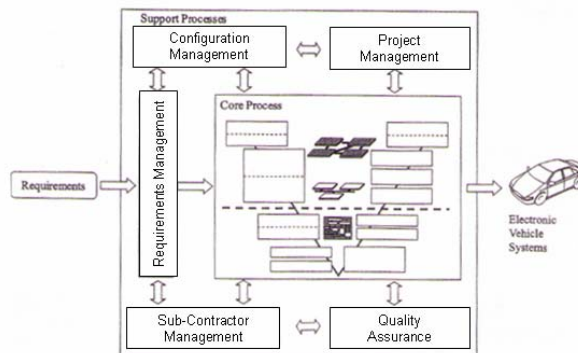 Support Processes
Configuration
Management
Project
Management
Core Process
Requirements
Requirements Management
Electronic
Vehicle
Systems
Sub-Contractor
Management
Quality
Assurance